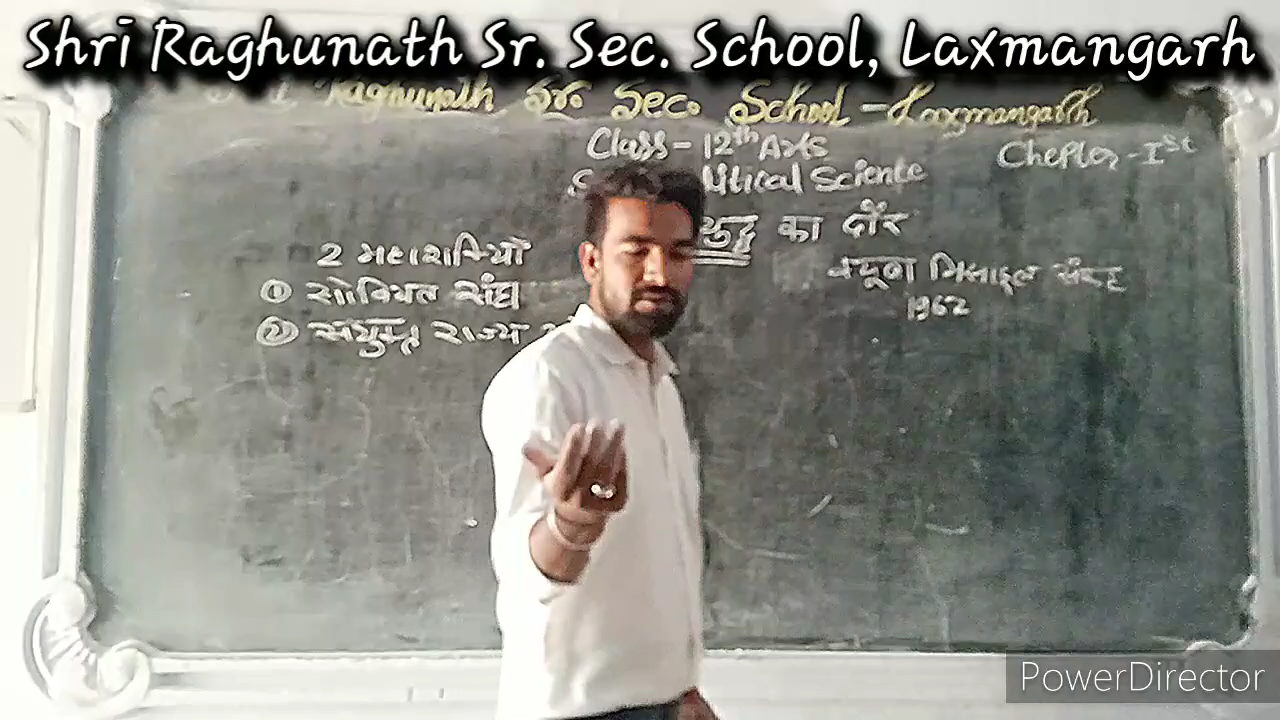 Shri Raghunath Sr. Sec. School, Laxmangarh
Raghunath Sr. Sec. School - Laxmangarh
Class - 12th Arts
Chepter - Ist
litical Science
युद्ध का दौर
2 महाशक्तियाँ
क्यूबा मिसाइल संकट
① सोवियत संघ
1962
② संयुक्त राज्य
PowerDirector